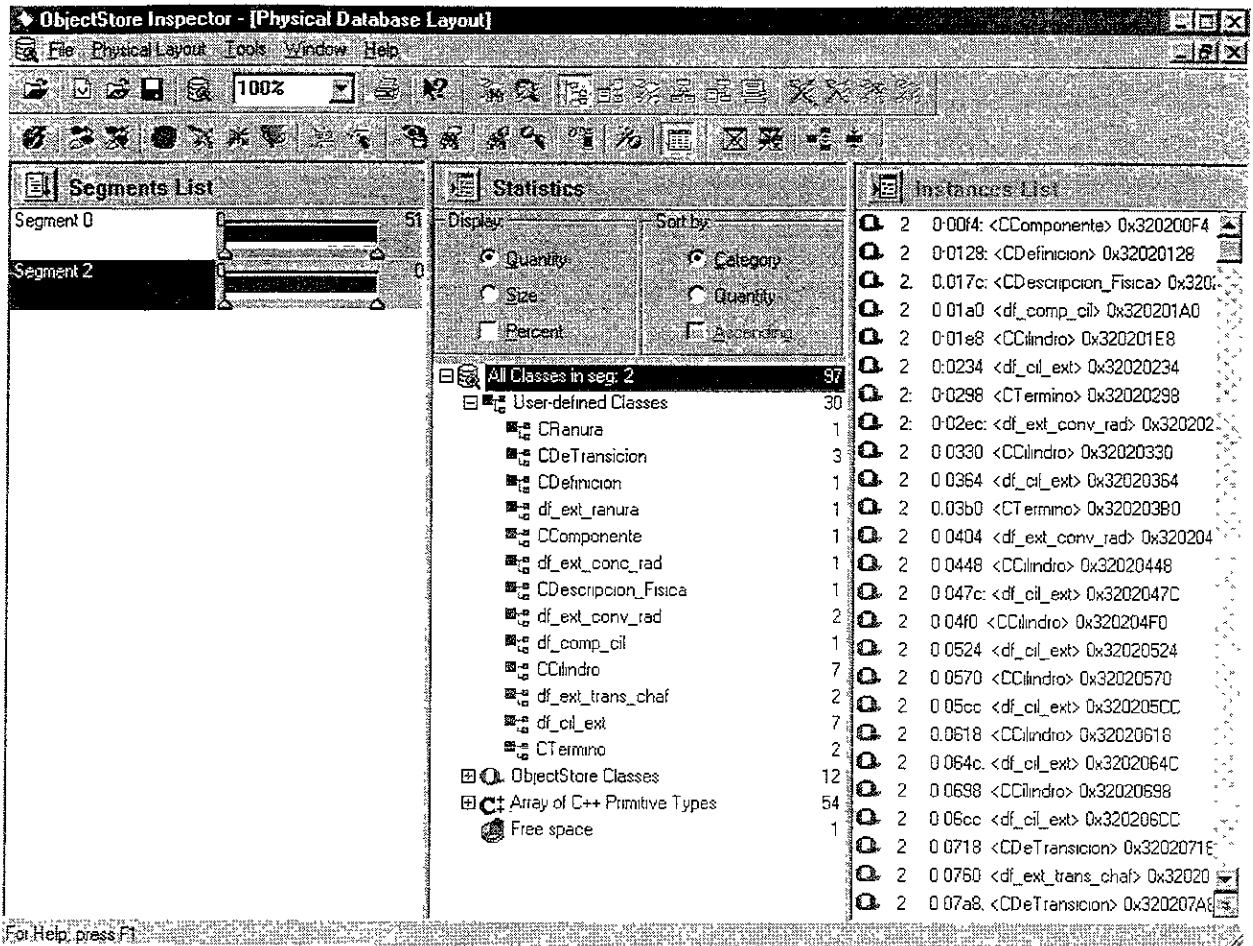 ObjectStore Inspector - [Physical Database Layout]
File Physical Layout Tools Window Help
100%
Segments List
Segment 0 0 51
Segment 2 0 0
Statistics
Display:
Quantity
Size
Percent
Sort by:
Category
Quantity
Ascending
All Classes in seg: 2 97
User-defined Classes 30
CRanura 1
CDeTransicion 3
CDefinicion 1
df_ext_ranura 1
CComponente 1
df_ext_conc_rad 1
CDescripcion_Fisica 1
df_ext_conv_rad 2
df_comp_cil 1
CCilindro 7
df_ext_trans_chaf 2
df_cil_ext 7
CTermino 2
ObjectStore Classes 12
Array of C++ Primitive Types 54
Free space 1
Instances List
2 0:00f4: <CComponente> 0x320200F4
2 0:0128: <CDefinicion> 0x32020128
2 0:017c: <CDescripcion_Fisica> 0x320
2 0:01a0 <df_comp_cil> 0x320201A0
2 0:01e8 <CCilindro> 0x320201E8
2 0:0234 <df_cil_ext> 0x32020234
2 0:0298 <CTermino> 0x32020298
2 0:02ec: <df_ext_conv_rad> 0x320202
2 0:0330 <CCilindro> 0x32020330
2 0:0364 <df_cil_ext> 0x32020364
2 0:03b0 <CTermino> 0x320203B0
2 0:0404 <df_ext_conv_rad> 0x320204
2 0:0448 <CCilindro> 0x32020448
2 0:047c: <df_cil_ext> 0x3202047C
2 0:04f0 <CCilindro> 0x320204F0
2 0:0524 <df_cil_ext> 0x32020524
2 0:0570 <CCilindro> 0x32020570
2 0:05cc <df_cil_ext> 0x320205CC
2 0:0618 <CCilindro> 0x32020618
2 0:064c: <df_cil_ext> 0x3202064C
2 0:0698 <CCilindro> 0x32020698
2 0:06cc <df_cil_ext> 0x320206CC
2 0:0718 <CDeTransicion> 0x3202071
2 0:0760 <df_ext_trans_chaf> 0x32020
2 0:07a8: <CDeTransicion> 0x320207A8
For Help, press F1